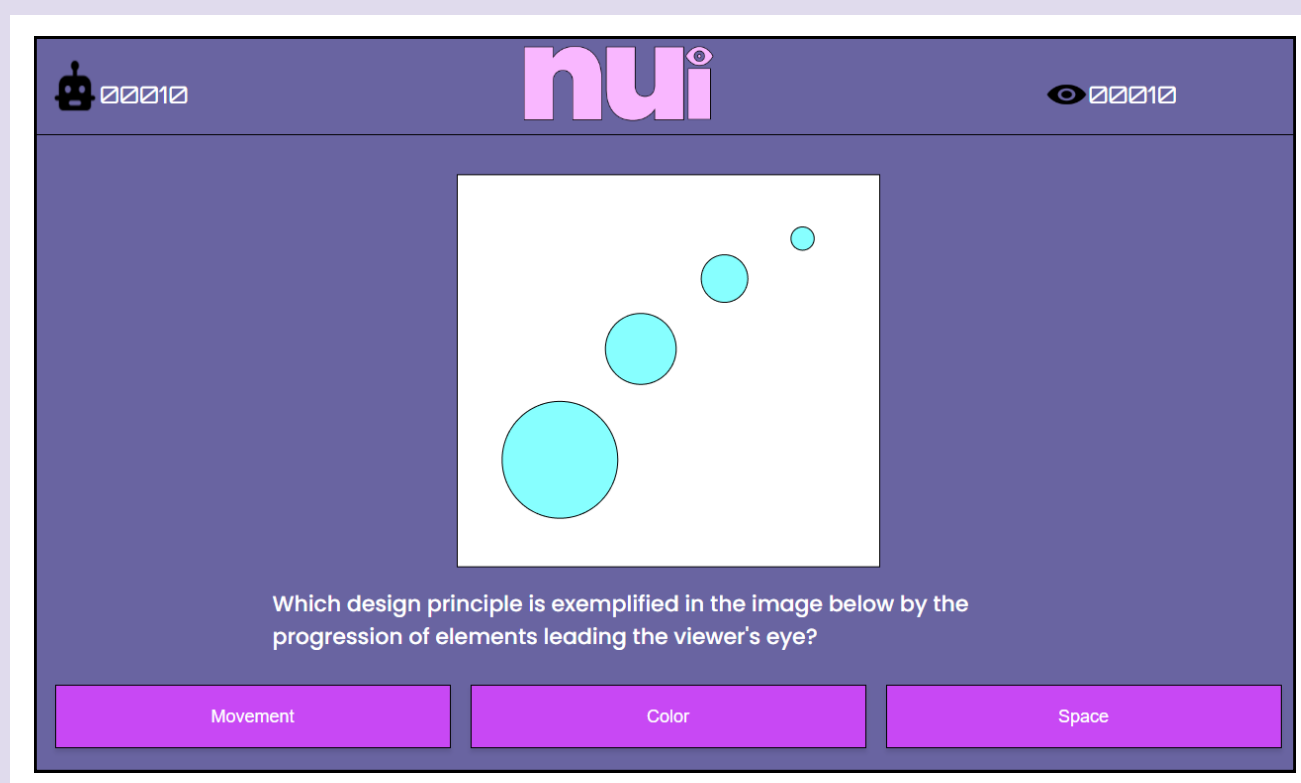 00010
nui
00010
Which design principle is exemplified in the image below by the
progression of elements leading the viewer's eye?
Movement
Color
Space